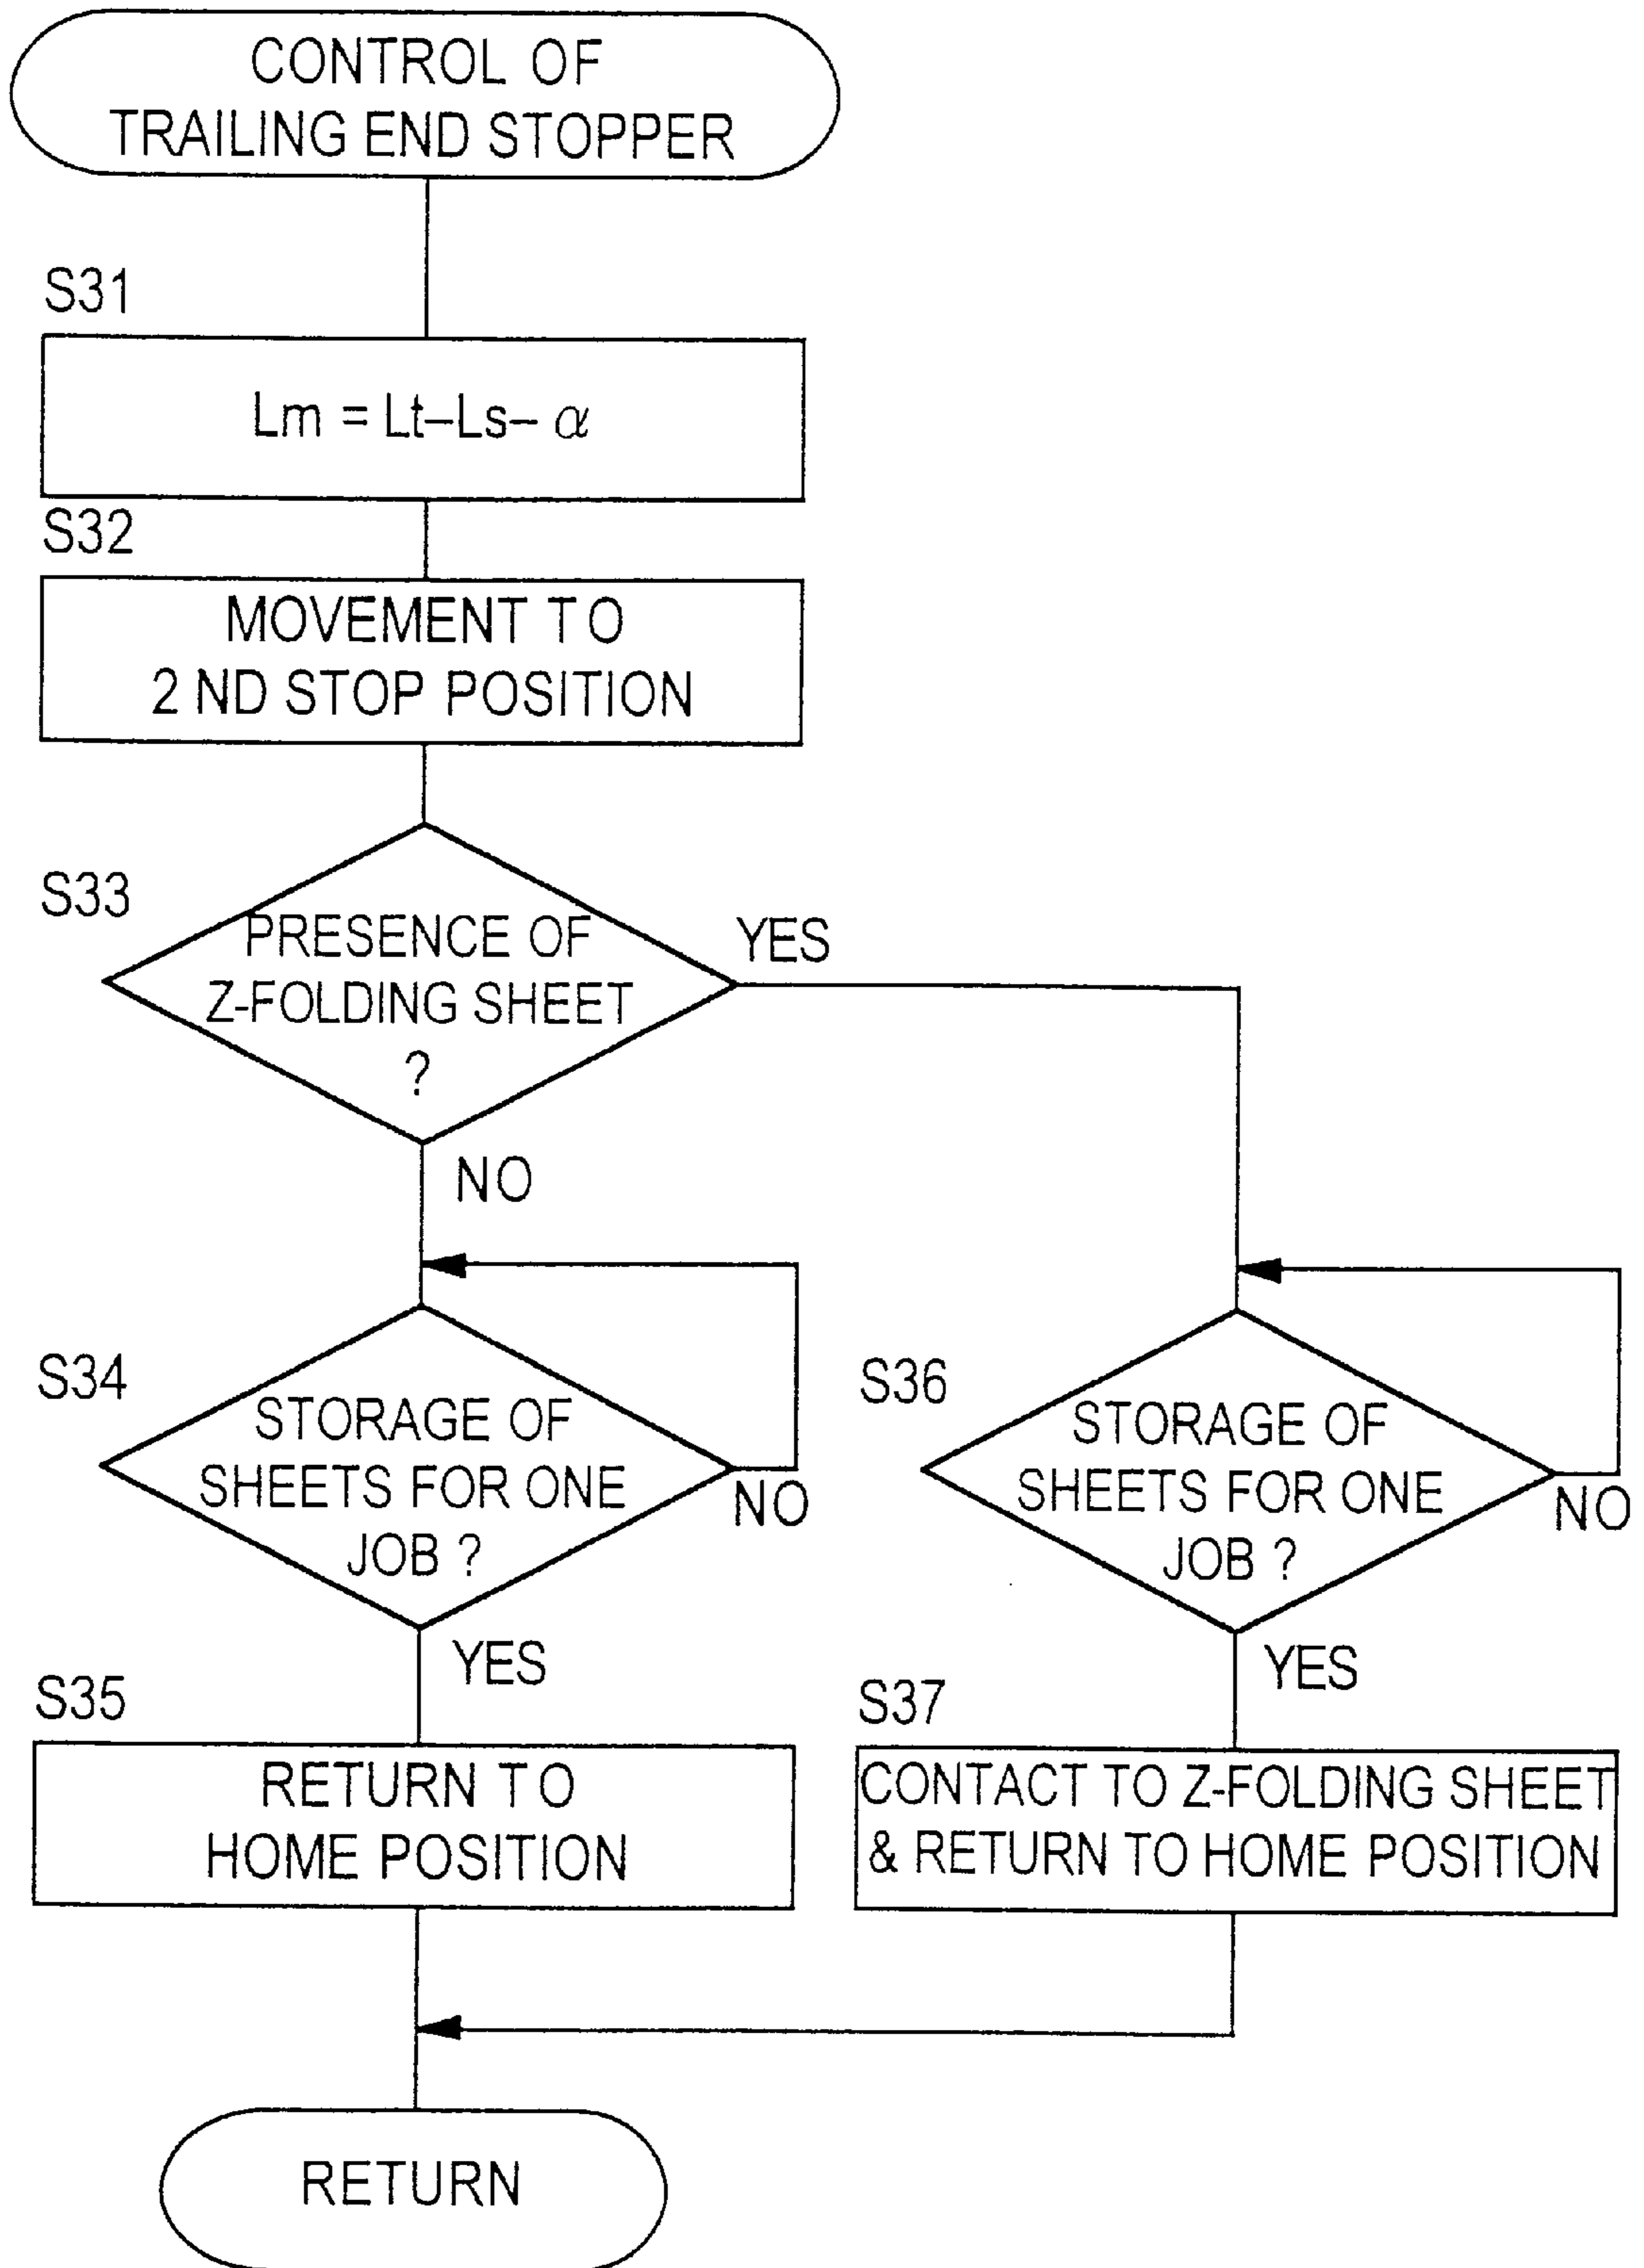 CONTROL OF
TRAILING END STOPPER
S31
Lm = Lt–Ls– α
S32
MOVEMENT TO
2 ND STOP POSITION
S33
PRESENCE OF
Z-FOLDING SHEET
?
YES
NO
S34
STORAGE OF
SHEETS FOR ONE
JOB ?
NO
YES
S36
STORAGE OF
SHEETS FOR ONE
JOB ?
NO
YES
S35
RETURN TO
HOME POSITION
S37
CONTACT TO Z-FOLDING SHEET
& RETURN TO HOME POSITION
RETURN